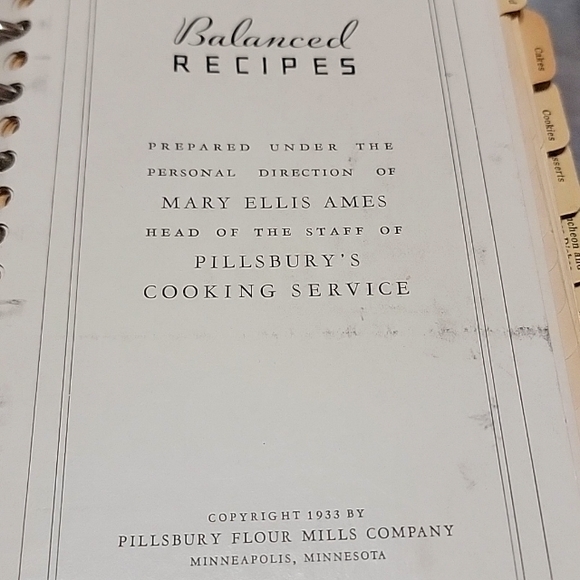 Balanced
RECIPES
PREPARED UNDER THE
PERSONAL DIRECTION OF
MARY ELLIS AMES
HEAD OF THE STAFF OF
PILLSBURY'S
COOKING SERVICE
COPYRIGHT 1933 BY
PILLSBURY FLOUR MILLS COMPANY
MINNEAPOLIS, MINNESOTA
Cakes
Cookies